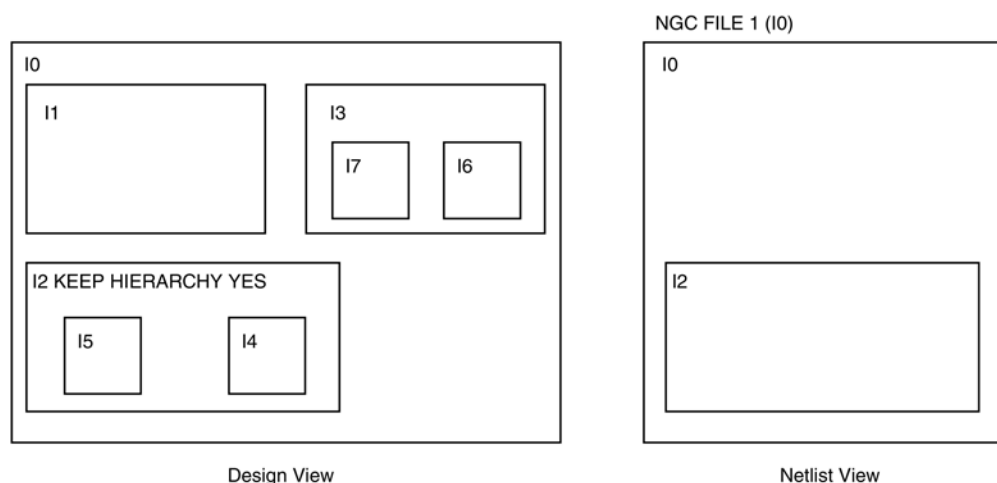 NGC FILE 1 (I0)
I0
I1
I3
I7
I6
I2 KEEP HIERARCHY YES
I5
I4
Design View
I0
I2
Netlist View